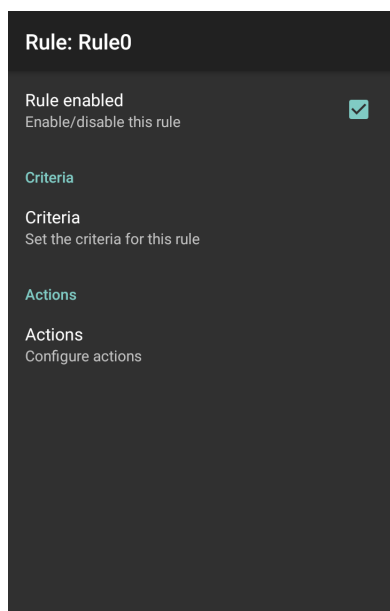 Rule: Rule0
Rule enabled
Enable/disable this rule
Criteria
Criteria
Set the criteria for this rule
Actions
Actions
Configure actions